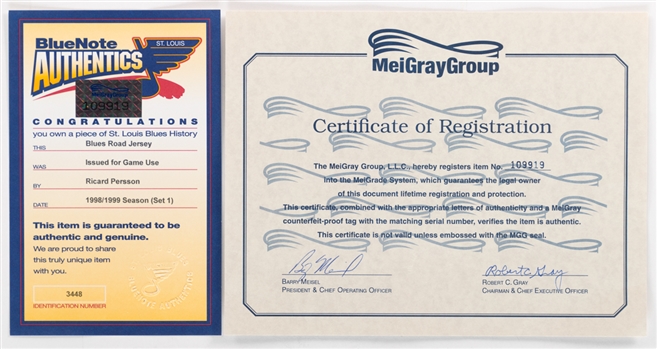 BlueNote
ST. LOUIS
AUTHENTICS
109919
CONGRATULATIONS
you own a piece of St. Louis Blues History
THIS Blues Road Jersey
WAS Issued for Game Use
BY Ricard Persson
DATE 1998/1999 Season (Set 1)
This item is guaranteed to be
authentic and genuine.
We are proud to share
this truly unique item
with you.
3448
IDENTIFICATION NUMBER
MeiGrayGroup
Certificate of Registration
The MeiGray Group, L.L.C., hereby registers item No. 109919
into the MeiGrade System, which guarantees the legal owner
of this document lifetime registration and protection.
This certificate, combined with the appropriate letters of authenticity and a MeiGray
counterfeit-proof tag with the matching serial number, verifies the item is authentic.
This certificate is not valid unless embossed with the MGG seal.
Barry Meisel
President & Chief Operating Officer
Robert C. Gray
Robert C. Gray
Chairman & Chief Executive Officer